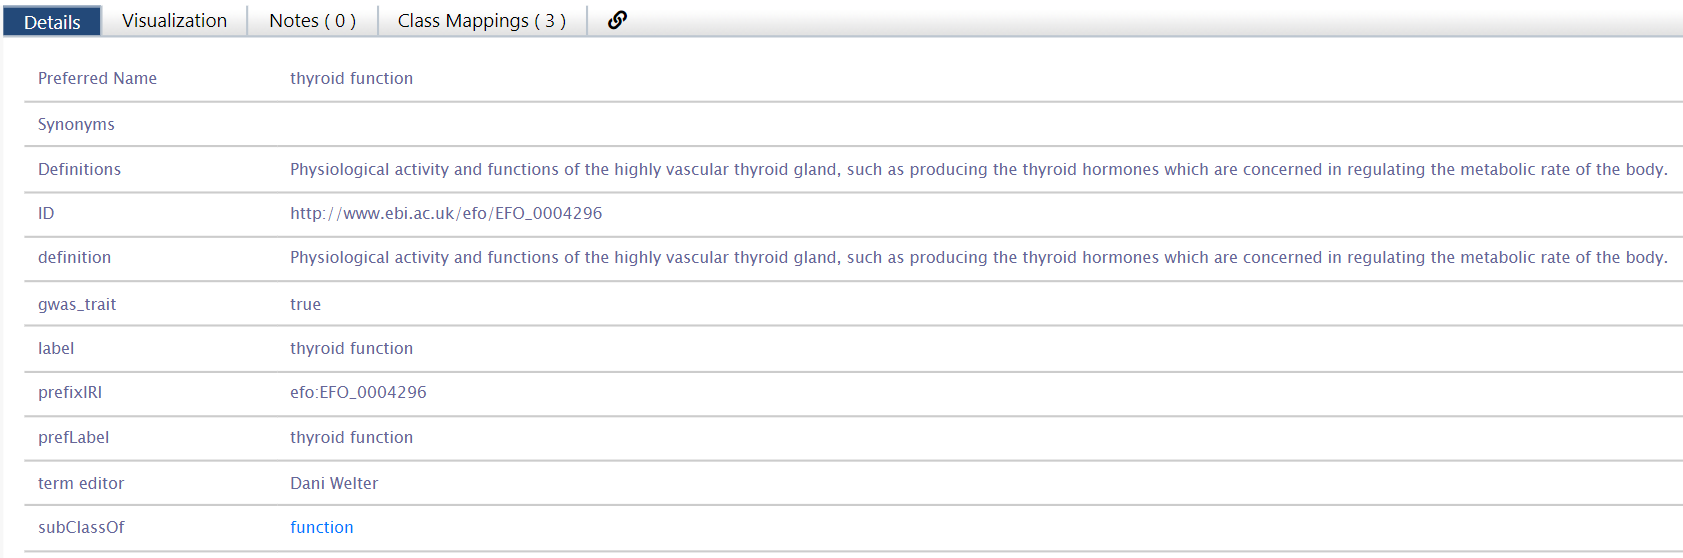 Details Visualization Notes ( 0 ) Class Mappings ( 3 )
Preferred Name thyroid function
Synonyms
Definitions Physiological activity and functions of the highly vascular thyroid gland, such as producing the thyroid hormones which are concerned in regulating the metabolic rate of the body.
ID http://www.ebi.ac.uk/efo/EFO_0004296
definition Physiological activity and functions of the highly vascular thyroid gland, such as producing the thyroid hormones which are concerned in regulating the metabolic rate of the body.
gwas_trait true
label thyroid function
prefixIRI efo:EFO_0004296
prefLabel thyroid function
term editor Dani Welter
subClassOf function